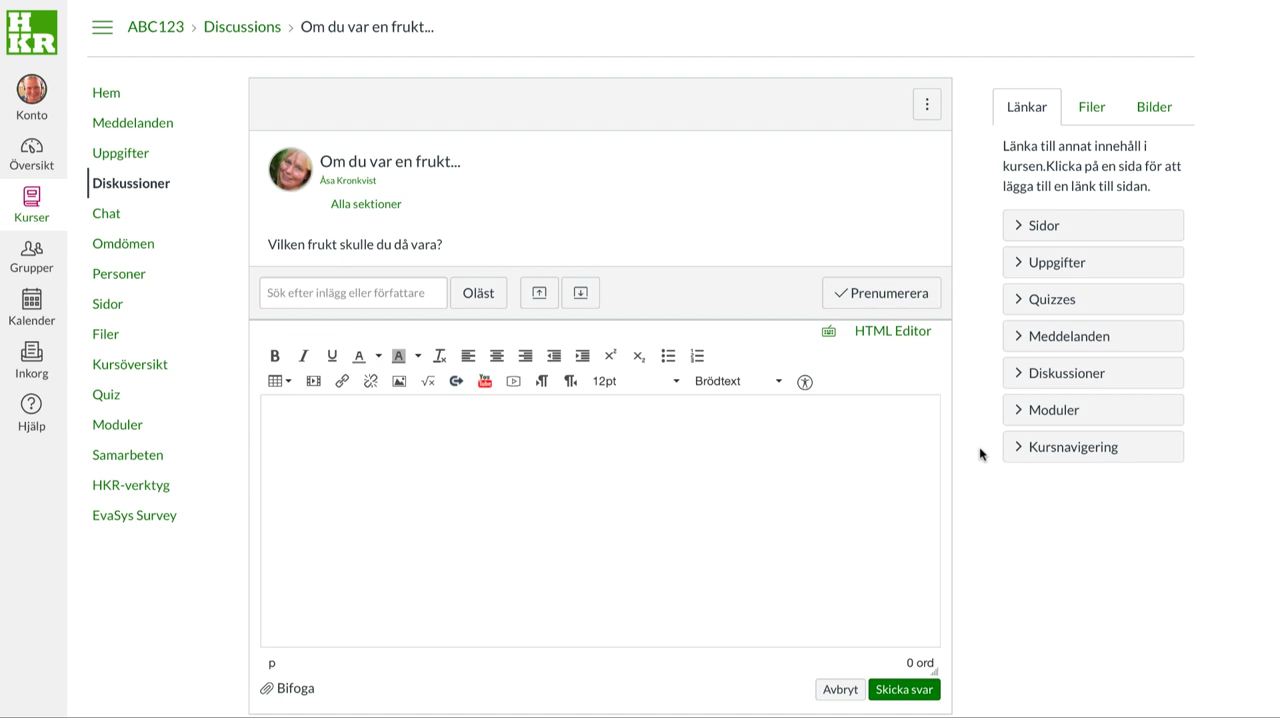 HKR
ABC123 > Discussions > Om du var en frukt...
Konto
Översikt
Kurser
Grupper
Kalender
Inkorg
Hjälp
Hem
Meddelanden
Uppgifter
Diskussioner
Chat
Omdömen
Personer
Sidor
Filer
Kursöversikt
Quiz
Moduler
Samarbeten
HKR-verktyg
EvaSys Survey
Om du var en frukt...
Åsa Kronkvist
Alla sektioner
Vilken frukt skulle du då vara?
Sök efter inlägg eller författare
Oläst
Prenumerera
HTML Editor
12pt
Brödtext
p
0 ord
Bifoga
Avbryt
Skicka svar
Länkar
Filer
Bilder
Länka till annat innehåll i
kursen.Klicka på en sida för att
lägga till en länk till sidan.
Sidor
Uppgifter
Quizzes
Meddelanden
Diskussioner
Moduler
Kursnavigering